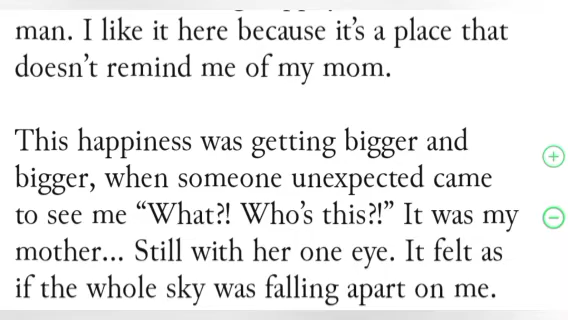 man. I like it here because it's a place that
doesn't remind me of my mom.
This happiness was getting bigger and
bigger, when someone unexpected came
to see me “What?! Who's this?!” It was my
mother... Still with her one eye. It felt as
if the whole sky was falling apart on me.